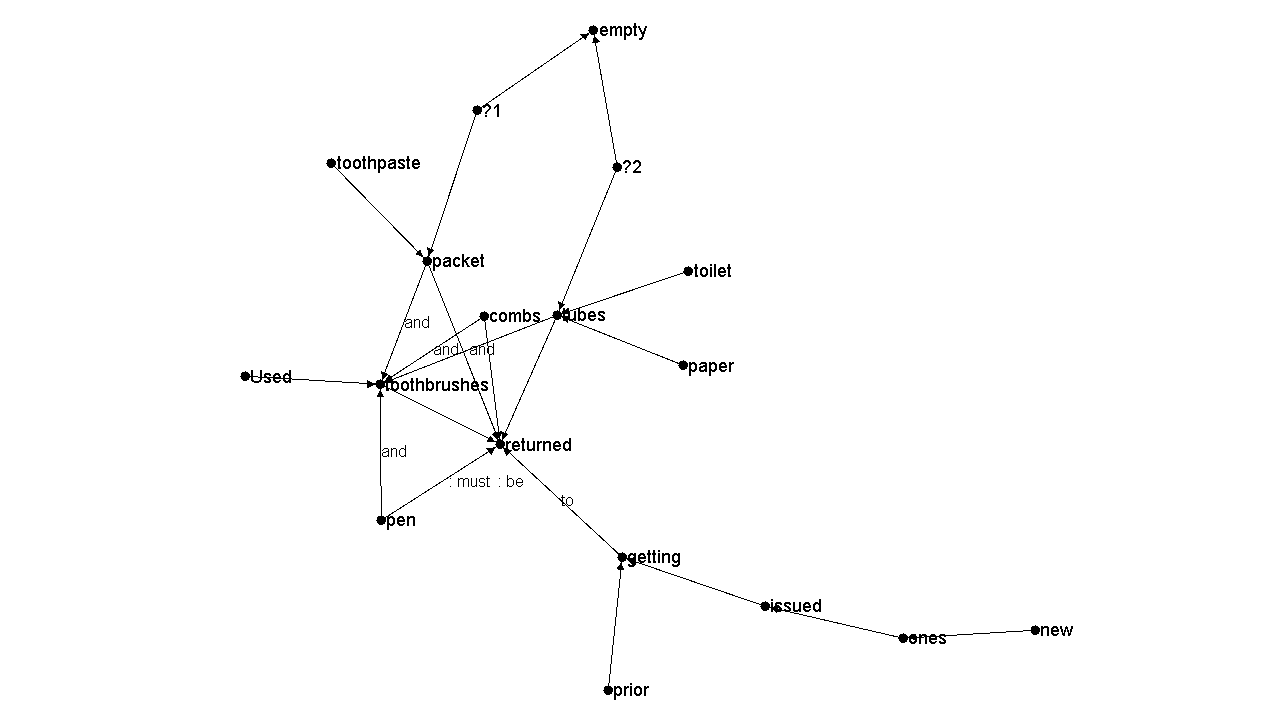 empty
?1
toothpaste
?2
packet
toilet
combs
tubes
and
and
and
paper
Used
toothbrushes
returned
and
: must : be
to
pen
getting
issued
ones
new
prior